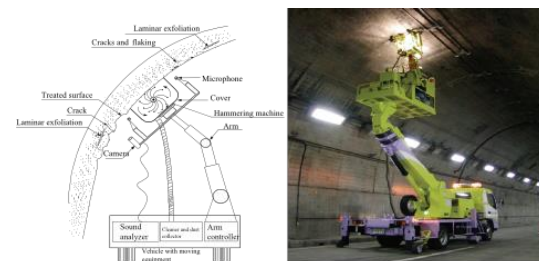 Laminar exfoliation
Cracks and flaking
Microphone
Treated surface
Cover
Crack
Hammering machine
Laminar exfoliation
Arm
Camera
Sound
analyzer
Cleaner and dust
collector
Arm
controller
Vehicle with moving
equipment